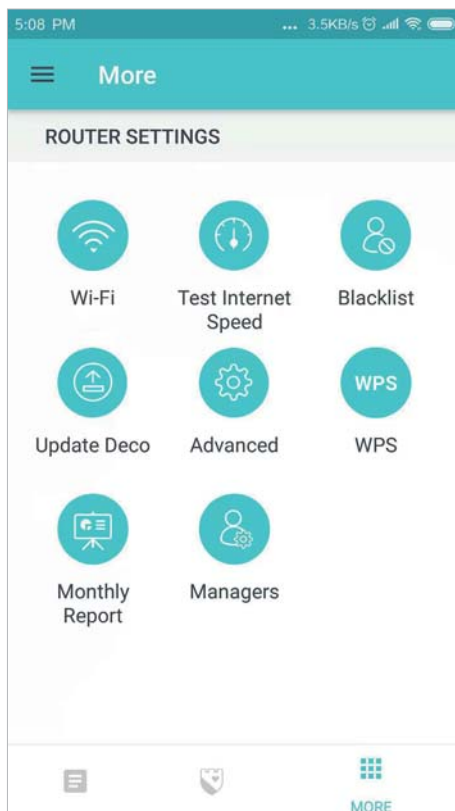 5:08 PM ... 3.5KB/s
More
ROUTER SETTINGS
Wi-Fi
Test Internet
Speed
Blacklist
WPS
Update Deco
Advanced
WPS
Monthly
Report
Managers
MORE